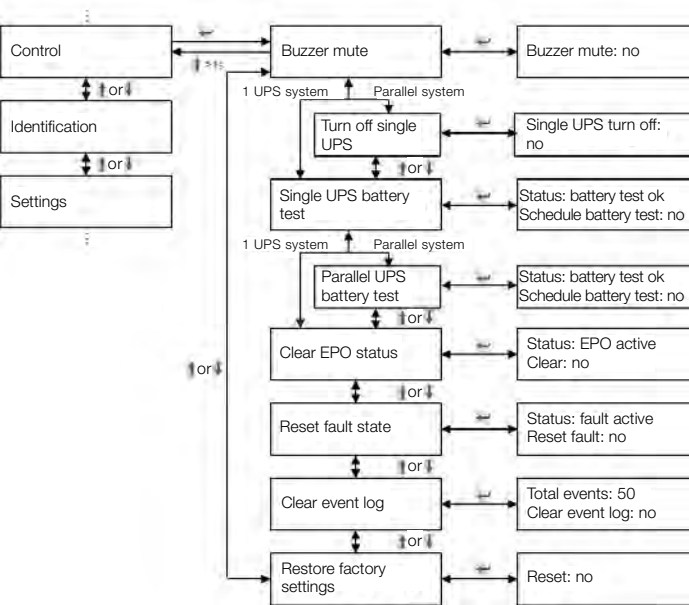 Control
Buzzer mute
Buzzer mute: no
or
1 UPS system
Parallel system
Identification
Turn off single
UPS
Single UPS turn off:
no
or
or
Settings
Single UPS battery
test
Status: battery test ok
Schedule battery test: no
1 UPS system
Parallel system
Parallel UPS
battery test
Status: battery test ok
Schedule battery test: no
or
Clear EPO status
Status: EPO active
Clear: no
or
or
Reset fault state
Status: fault active
Reset fault: no
or
Clear event log
Total events: 50
Clear event log: no
or
Restore factory
settings
Reset: no